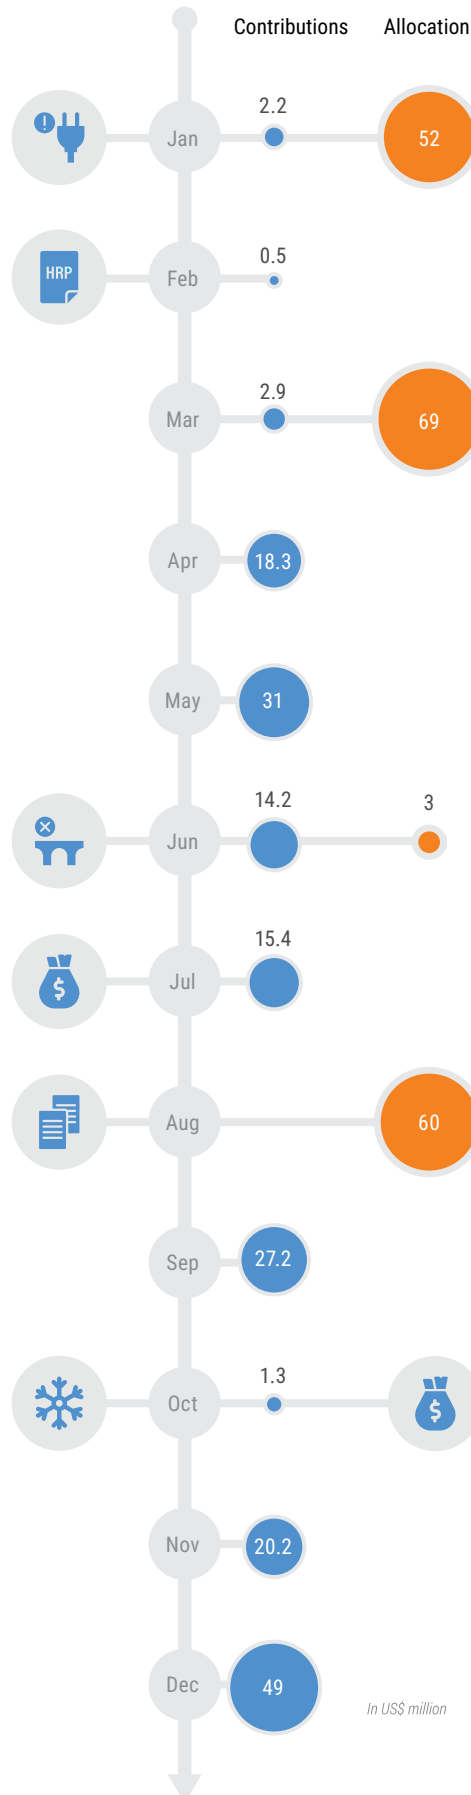 Contributions Allocation
2.2
Jan 52
0.5
HRP Feb
2.9
Mar 69
Apr 18.3
May 31
14.2 3
Jun
15.4
$ Jul
Aug 60
Sep 27.2
1.3
Oct $
Nov 20.2
Dec 49
In US$ million